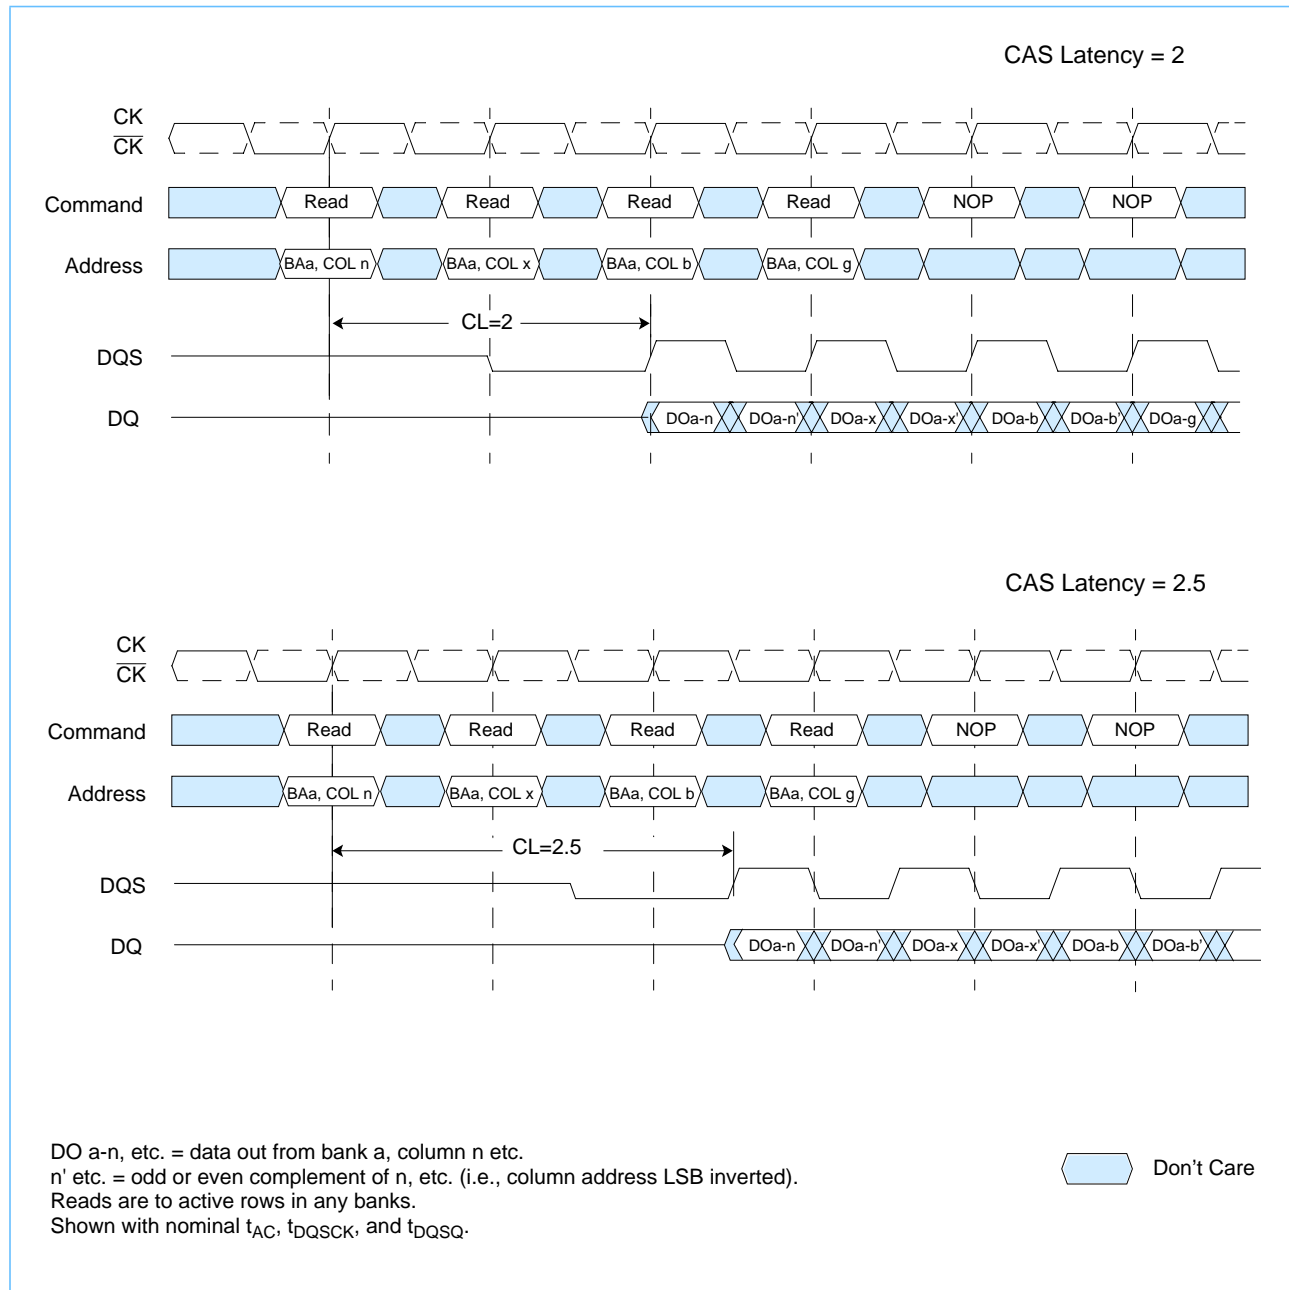 CAS Latency = 2
CK
CK
Command Read Read Read Read NOP NOP
Address BAa, COL n BAa, COL x BAa, COL b BAa, COL g
CL=2
DQS
DQ DOa-n DOa-n' DOa-x DOa-x' DOa-b DOa-b' DOa-g
CAS Latency = 2.5
CK
CK
Command Read Read Read Read NOP NOP
Address BAa, COL n BAa, COL x BAa, COL b BAa, COL g
CL=2.5
DQS
DQ DOa-n DOa-n' DOa-x DOa-x' DOa-b DOa-b'
DO a-n, etc. = data out from bank a, column n etc.
n' etc. = odd or even complement of n, etc. (i.e., column address LSB inverted).
Reads are to active rows in any banks.
Shown with nominal tAC, tDQSCK, and tDQSQ.
Don't Care